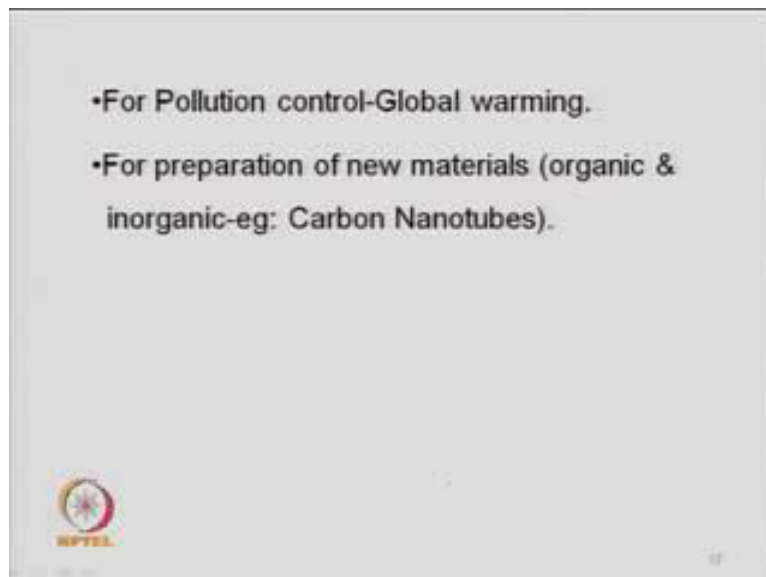 •For Pollution control-Global warming.
•For preparation of new materials (organic &
inorganic-eg: Carbon Nanotubes).
NPTEL